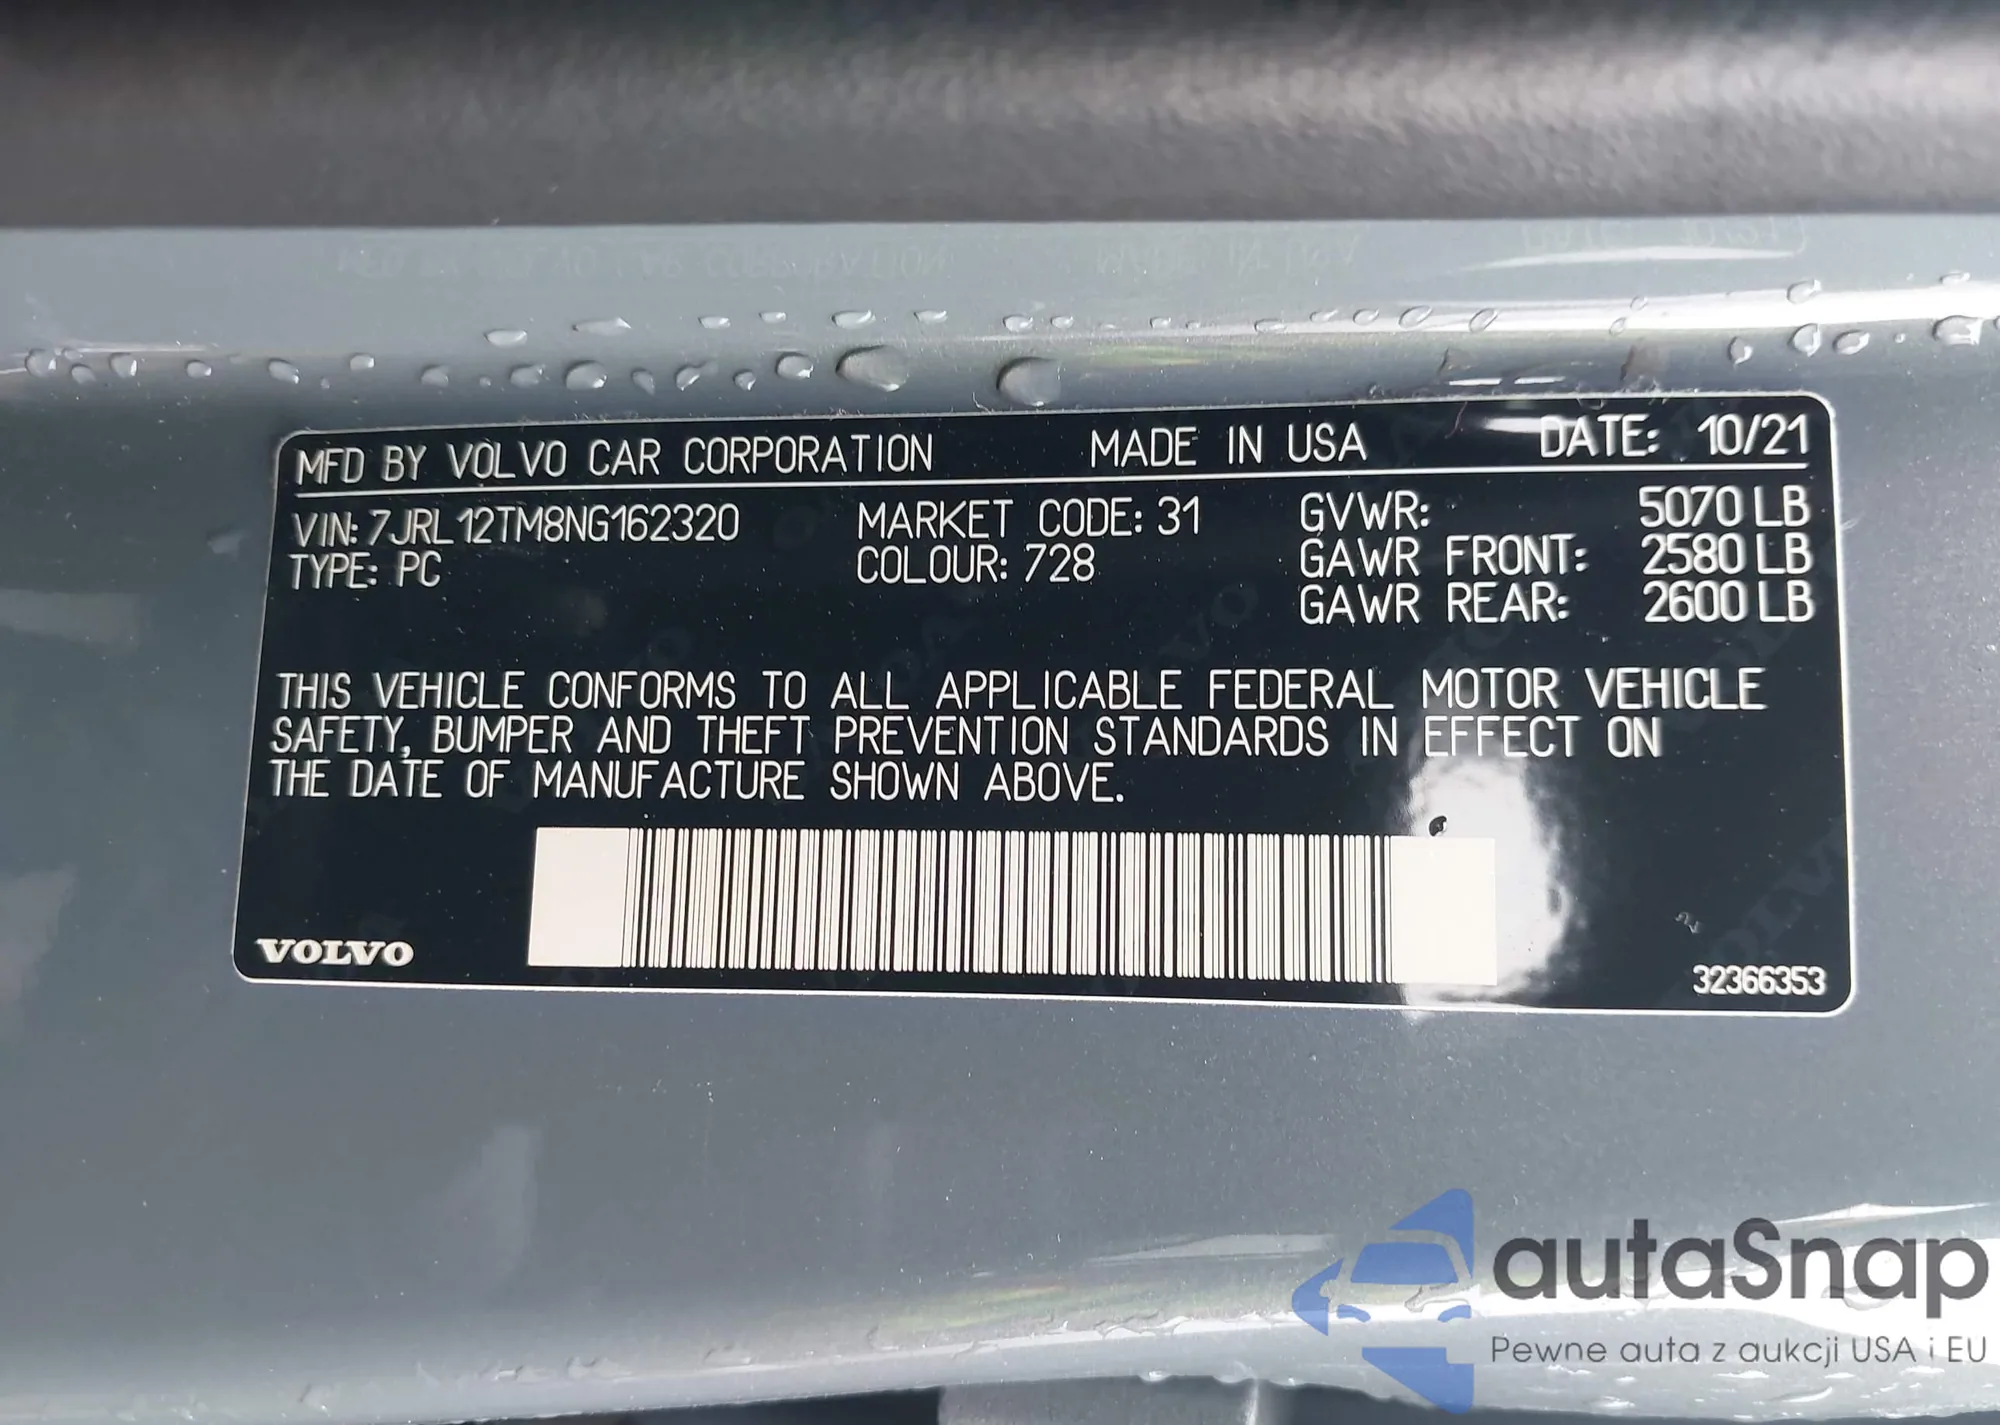 MFD BY VOLVO CAR CORPORATION MADE IN USA DATE: 10/21
VIN: 7JRL12TM8NG162320 MARKET CODE: 31 GVWR: 5070 LB
TYPE: PC COLOUR: 728 GAWR FRONT: 2580 LB
GAWR REAR: 2600 LB
THIS VEHICLE CONFORMS TO ALL APPLICABLE FEDERAL MOTOR VEHICLE
SAFETY, BUMPER AND THEFT PREVENTION STANDARDS IN EFFECT ON
THE DATE OF MANUFACTURE SHOWN ABOVE.
VOLVO
32366353
autaSnap
Pewne auta z aukcji USA i EU